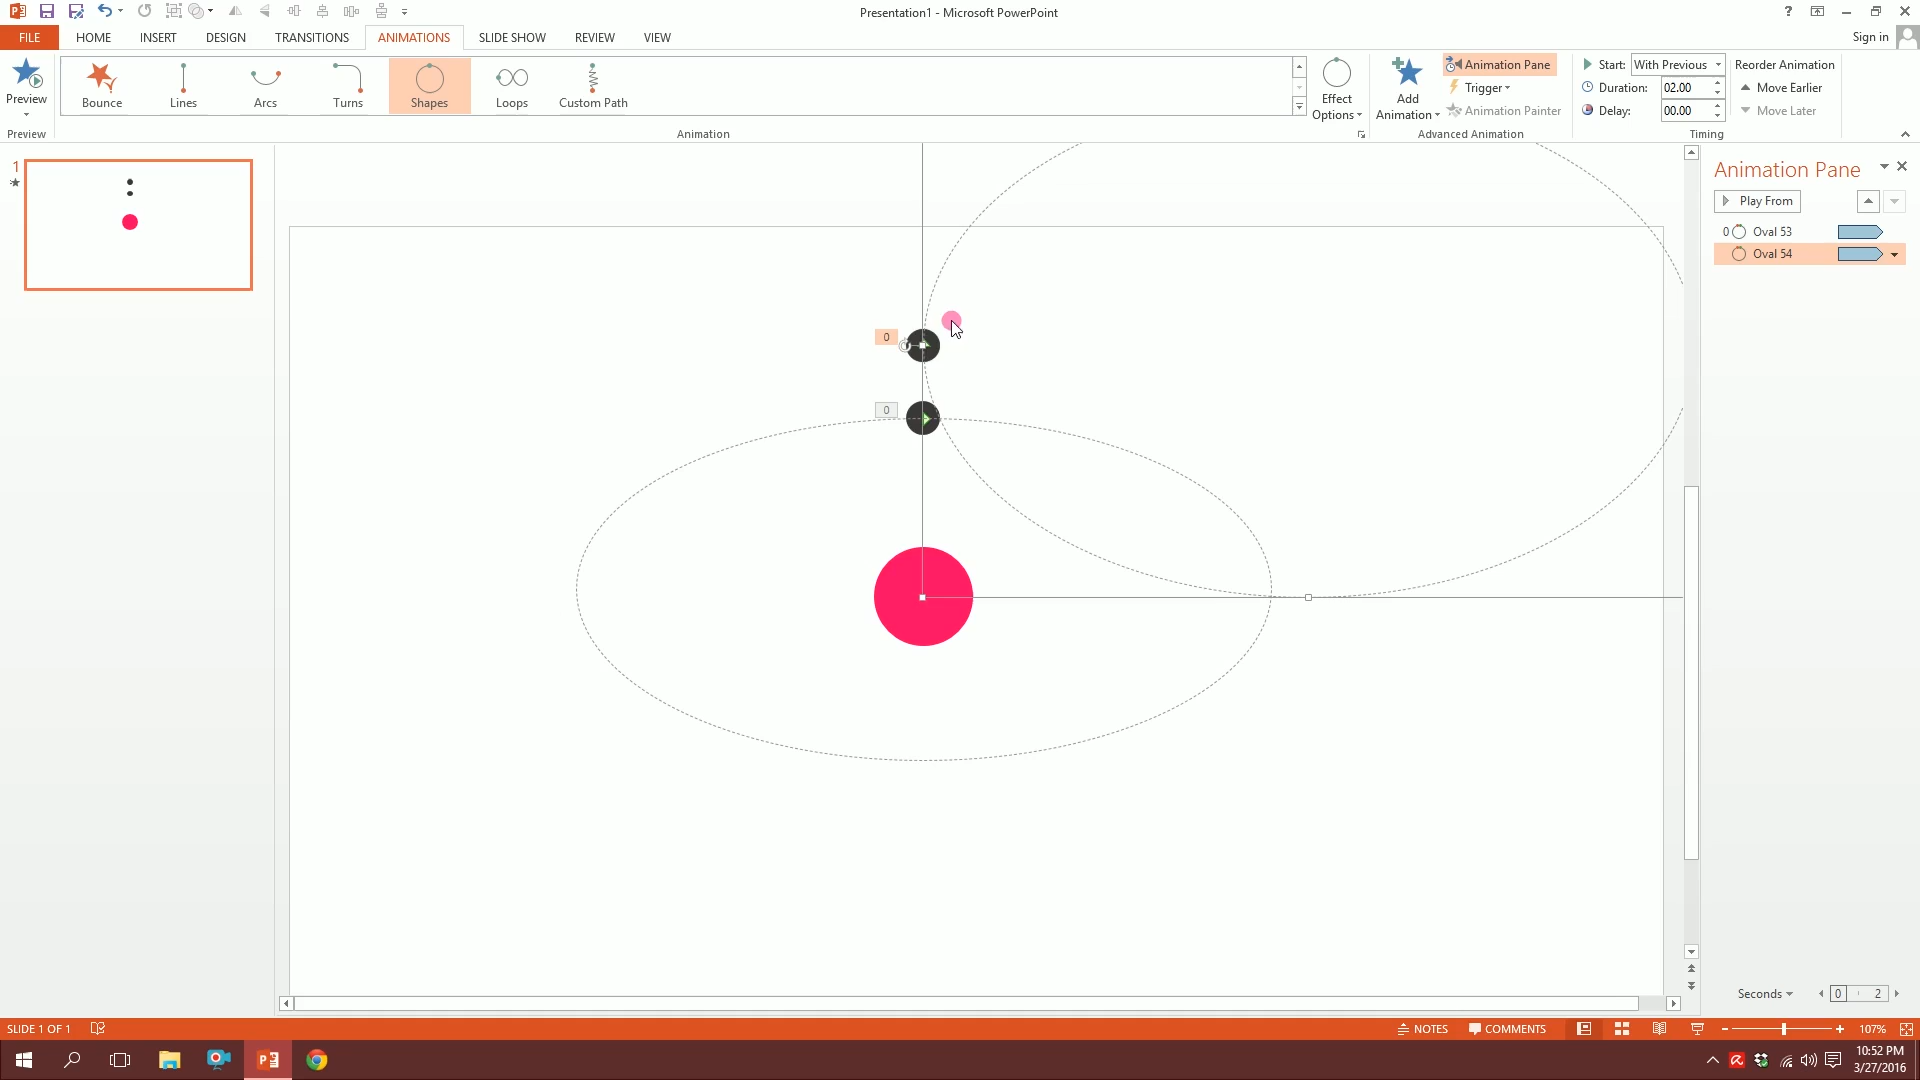 Presentation1 - Microsoft PowerPoint
?
FILE HOME INSERT DESIGN TRANSITIONS ANIMATIONS SLIDE SHOW REVIEW VIEW Sign in
Preview
Preview
Bounce Lines Arcs Turns Shapes Loops Custom Path
Animation
Effect
Options
Add
Animation
Animation Pane
Trigger
Animation Painter
Advanced Animation
Start: With Previous
Duration: 02.00
Delay: 00.00
Reorder Animation
Move Earlier
Move Later
Timing
1
0
0
Animation Pane
Play From
0 Oval 53
Oval 54
Seconds 0 2
SLIDE 1 OF 1 NOTES COMMENTS 107%
10:52 PM
3/27/2016